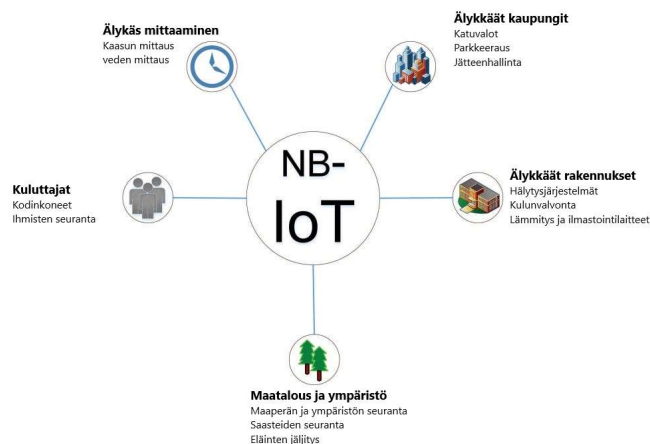 Älykäs mittaaminen
Kaasun mittaus
veden mittaus
Älykkäät kaupungit
Katuvalot
Parkkeeraus
Jätteenhallinta
NB-
IoT
Kuluttajat
Kodinkoneet
Ihmisten seuranta
Älykkäät rakennukset
Hälytysjärjestelmät
Kulunvalvonta
Lämmitys ja ilmastointilaitteet
Maatalous ja ympäristö
Maaperän ja ympäristön seuranta
Saasteiden seuranta
Eläinten jäljitys